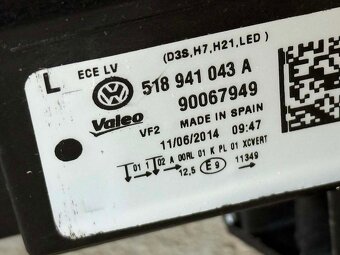 L
ECE LV
(D3S,H7,H21,LED)
518 941 043 A
Valeo
90067949
VF2
MADE IN SPAIN
11/06/2014 09:47
01 1 02 A 00RL 01 K PL 01 XCVERT
12,5 E9 11349